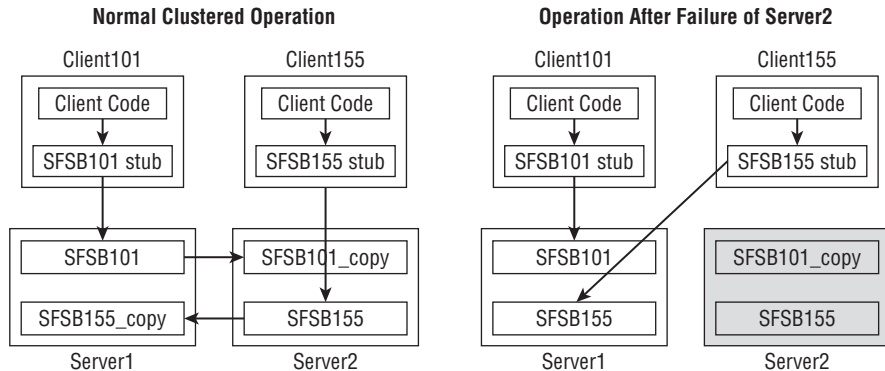 Normal Clustered Operation
Client101
Client155
Client Code
Client Code
SFSB101 stub
SFSB155 stub
SFSB101
SFSB101_copy
SFSB155_copy
SFSB155
Server1
Server2
Operation After Failure of Server2
Client101
Client155
Client Code
Client Code
SFSB101 stub
SFSB155 stub
SFSB101
SFSB101_copy
SFSB155
SFSB155
Server1
Server2